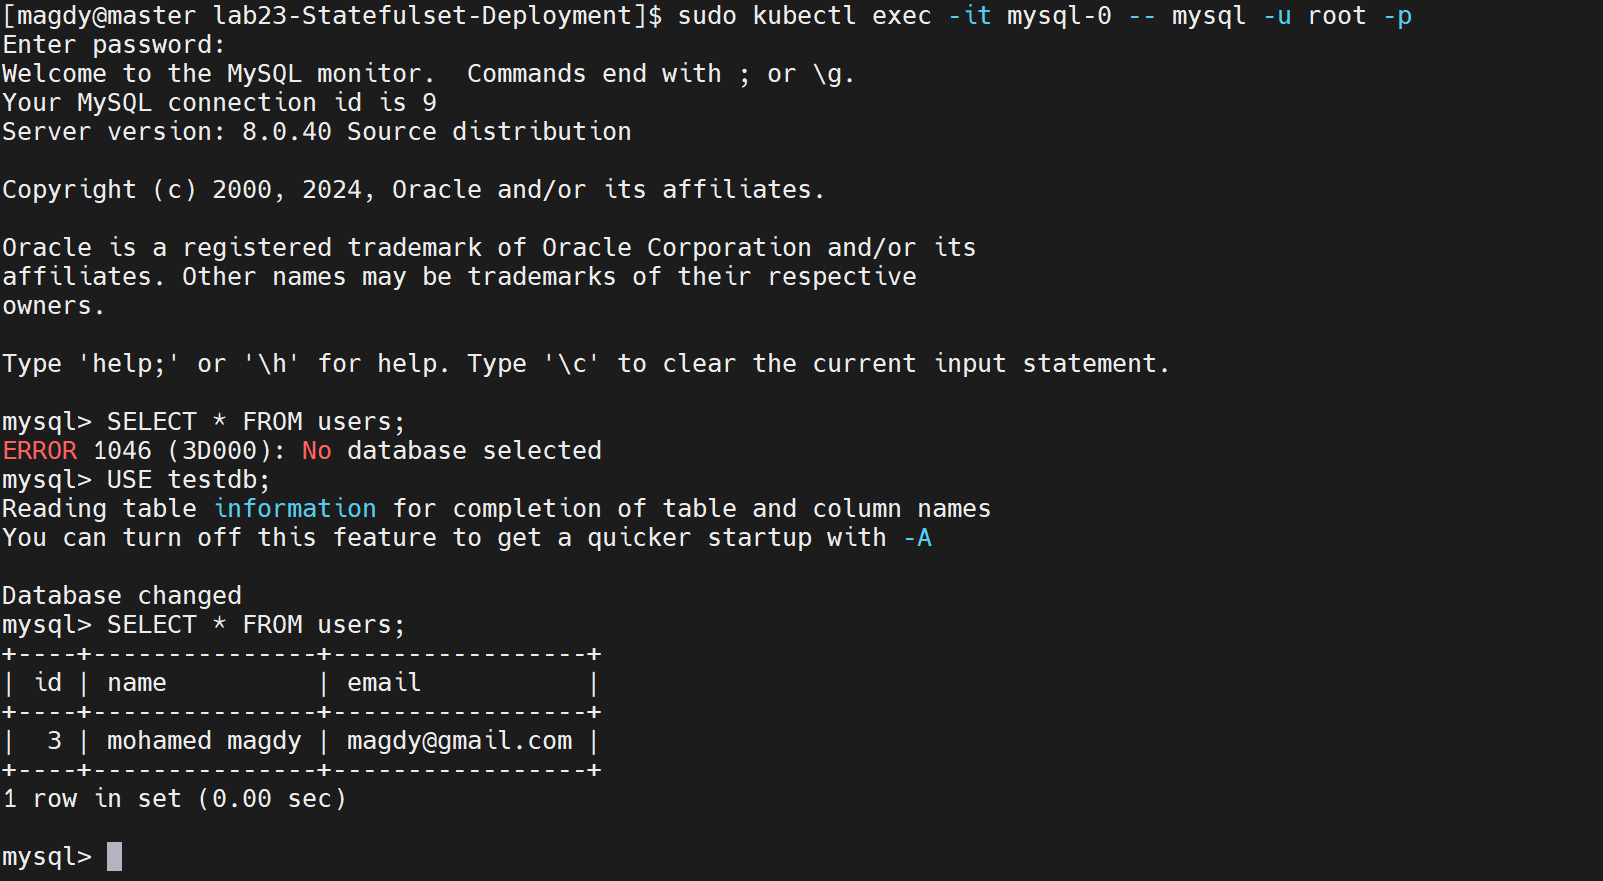 [magdy@master lab23-Statefulset-Deployment]$ sudo kubectl exec -it mysql-0 -- mysql -u root -p
Enter password:
Welcome to the MySQL monitor.  Commands end with ; or \g.
Your MySQL connection id is 9
Server version: 8.0.40 Source distribution

Copyright (c) 2000, 2024, Oracle and/or its affiliates.

Oracle is a registered trademark of Oracle Corporation and/or its
affiliates. Other names may be trademarks of their respective
owners.

Type 'help;' or '\h' for help. Type '\c' to clear the current input statement.

mysql> SELECT * FROM users;
ERROR 1046 (3D000): No database selected
mysql> USE testdb;
Reading table information for completion of table and column names
You can turn off this feature to get a quicker startup with -A

Database changed
mysql> SELECT * FROM users;
+----+---------------+-----------------+
| id | name          | email           |
+----+---------------+-----------------+
|  3 | mohamed magdy | magdy@gmail.com |
+----+---------------+-----------------+
1 row in set (0.00 sec)

mysql>